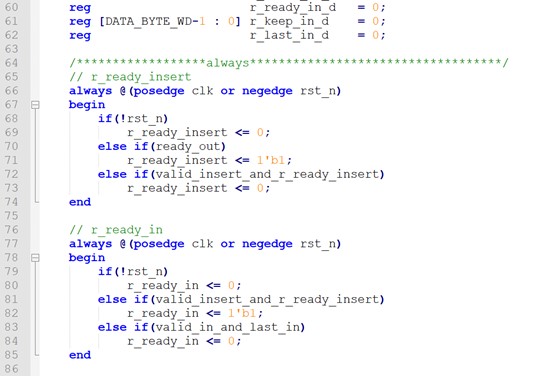 60 reg r_ready_in_d = 0;
61 reg [DATA_BYTE_WD-1 : 0] r_keep_in_d = 0;
62 reg r_last_in_d = 0;
63
64 /******************always***********************************/
65 // r_ready_insert
66 always @(posedge clk or negedge rst_n)
67 begin
68 if(!rst_n)
69 r_ready_insert <= 0;
70 else if(ready_out)
71 r_ready_insert <= 1'b1;
72 else if(valid_insert_and_r_ready_insert)
73 r_ready_insert <= 0;
74 end
75
76 // r_ready_in
77 always @(posedge clk or negedge rst_n)
78 begin
79 if(!rst_n)
80 r_ready_in <= 0;
81 else if(valid_insert_and_r_ready_insert)
82 r_ready_in <= 1'b1;
83 else if(valid_in_and_last_in)
84 r_ready_in <= 0;
85 end
86